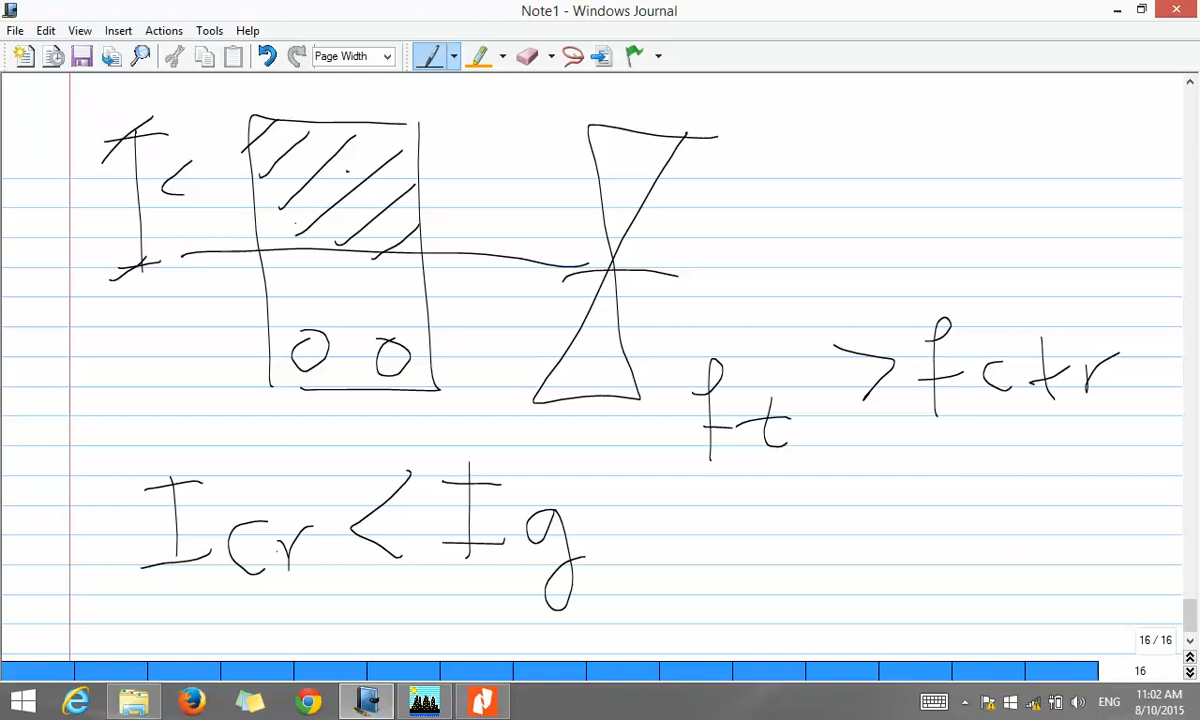 Note1 - Windows Journal
File Edit View Insert Actions Tools Help
Page Width
c
ft > fctr
Icr < Ig
16 / 16
16
ENG
11:02 AM
8/10/2015